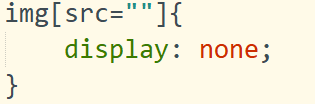 img[src=""]{
    display: none;
}